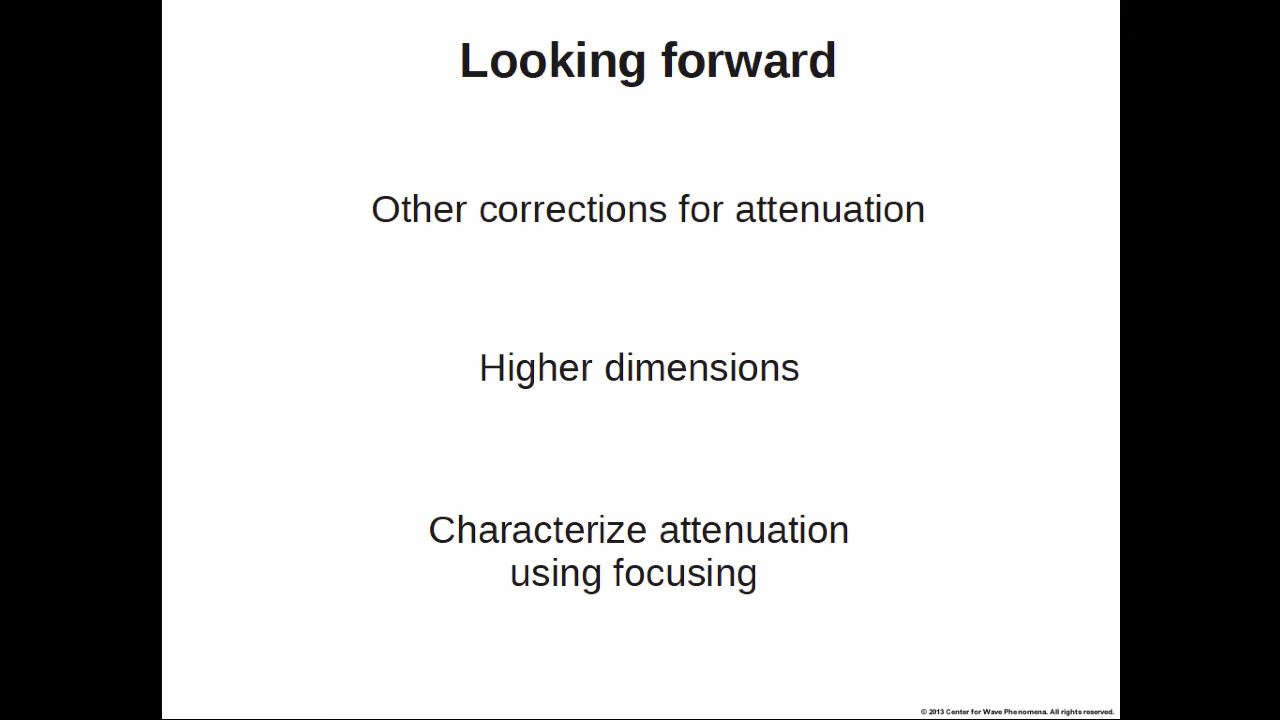 Looking forward
Other corrections for attenuation
Higher dimensions
Characterize attenuation
using focusing
© 2013 Center for Wave Phenomena. All rights reserved.